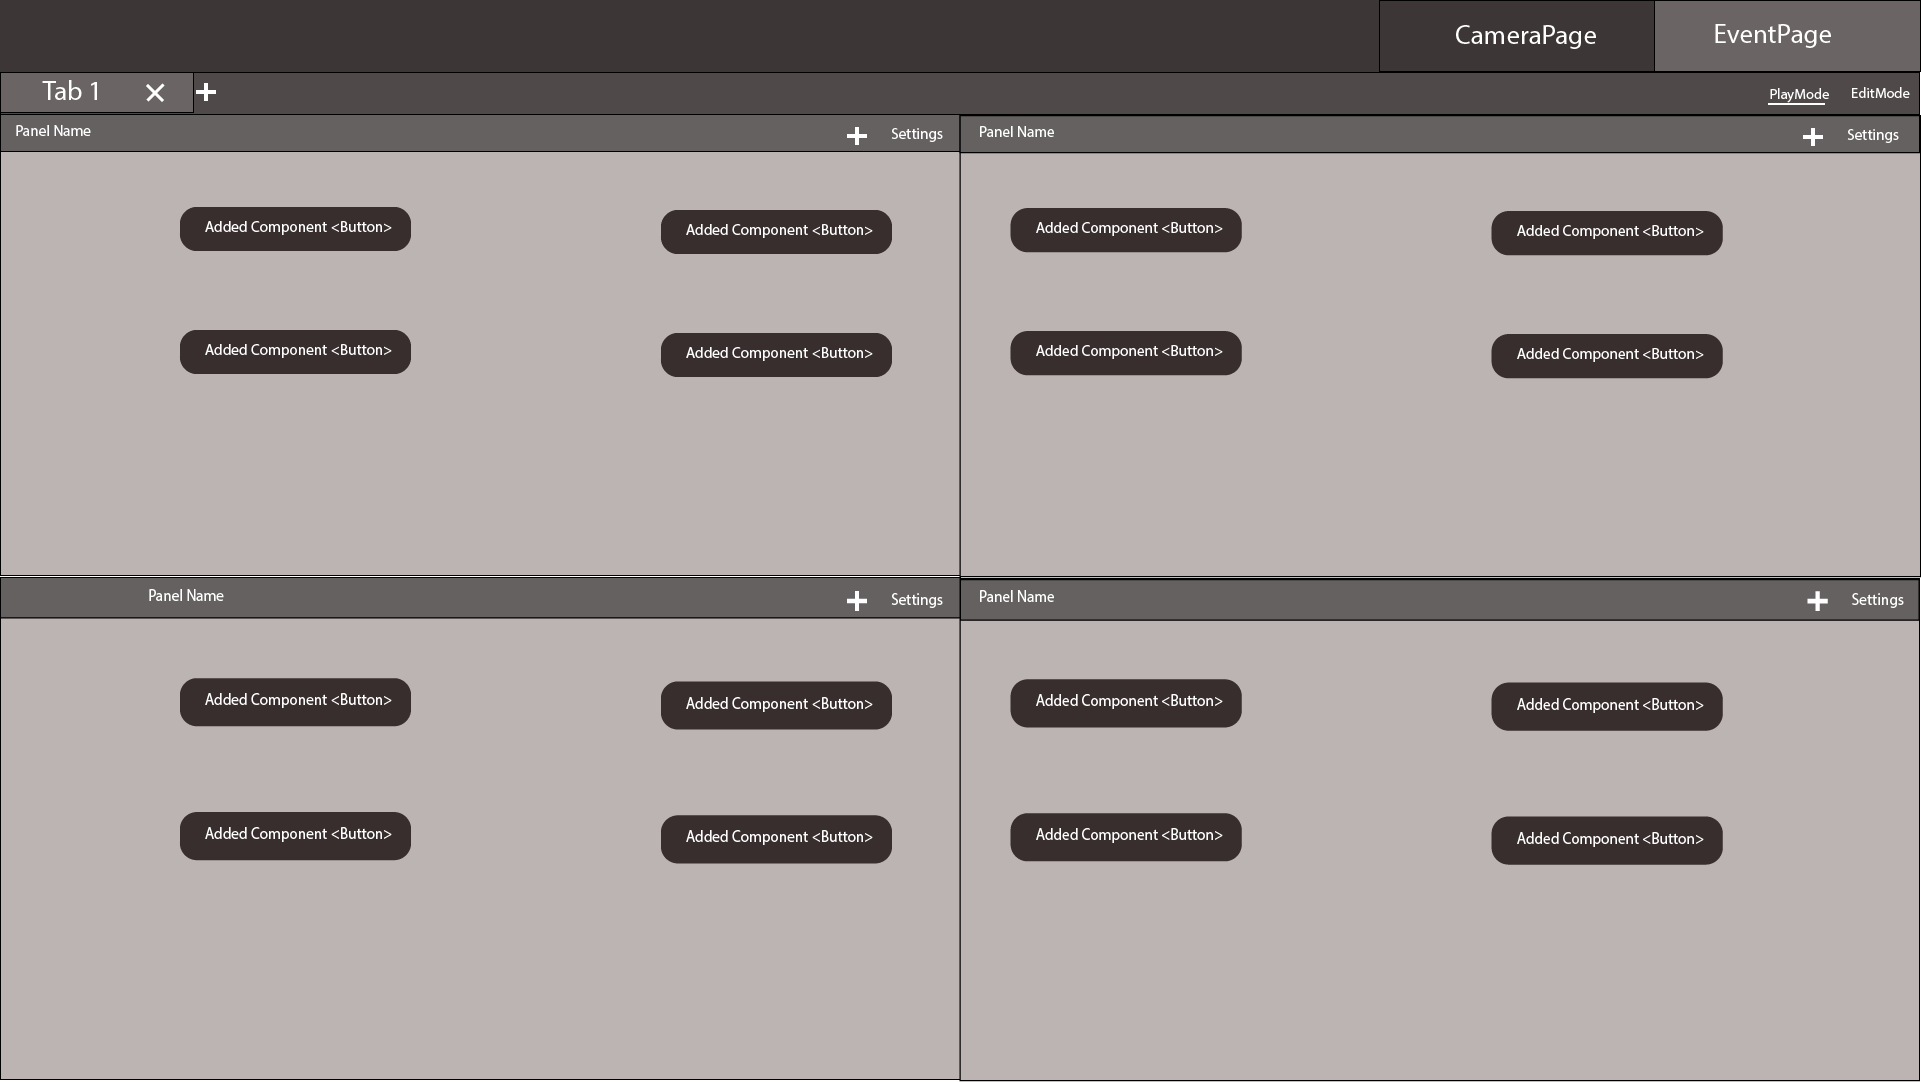 CameraPage
EventPage
Tab 1
PlayMode
EditMode
Panel Name
Settings
Panel Name
Settings
Added Component <Button>
Added Component <Button>
Added Component <Button>
Added Component <Button>
Added Component <Button>
Added Component <Button>
Added Component <Button>
Added Component <Button>
Panel Name
Settings
Panel Name
Settings
Added Component <Button>
Added Component <Button>
Added Component <Button>
Added Component <Button>
Added Component <Button>
Added Component <Button>
Added Component <Button>
Added Component <Button>